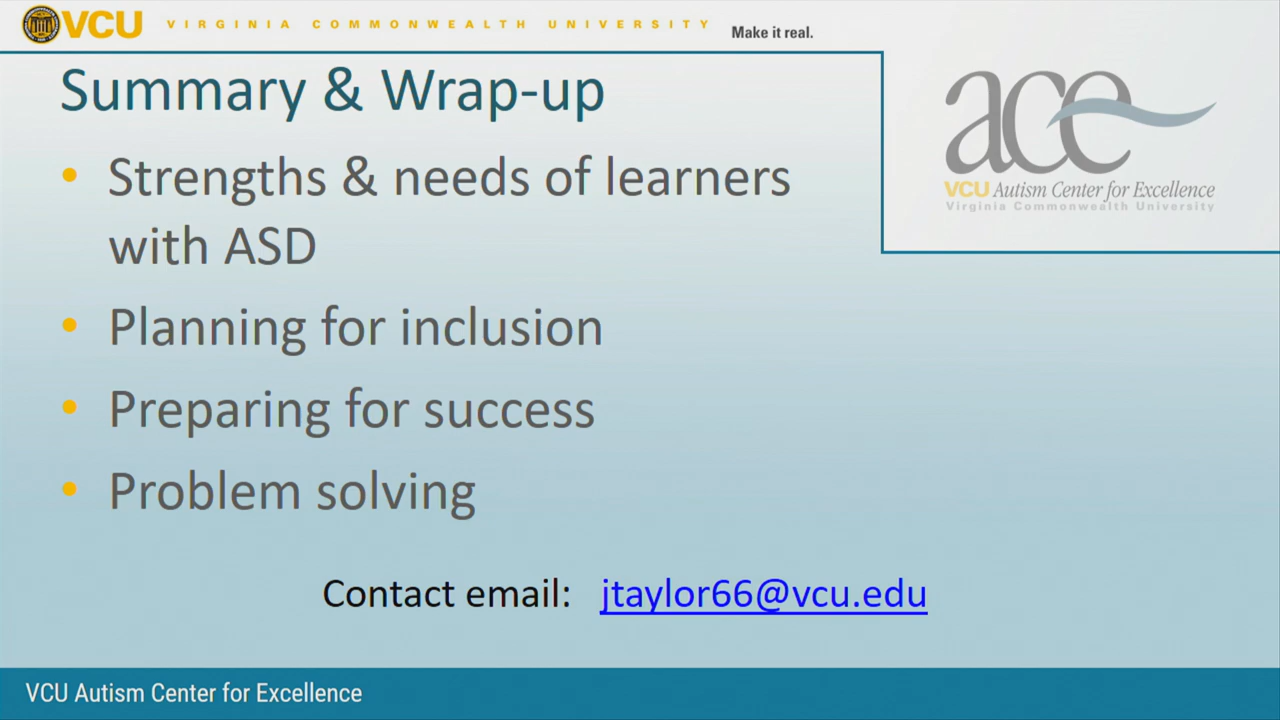 VCU VIRGINIA COMMONWEALTH UNIVERSITY Make it real.
Summary & Wrap-up
ace
VCU Autism Center for Excellence
Virginia Commonwealth University
• Strengths & needs of learners
with ASD
• Planning for inclusion
• Preparing for success
• Problem solving
Contact email: jtaylor66@vcu.edu
VCU Autism Center for Excellence